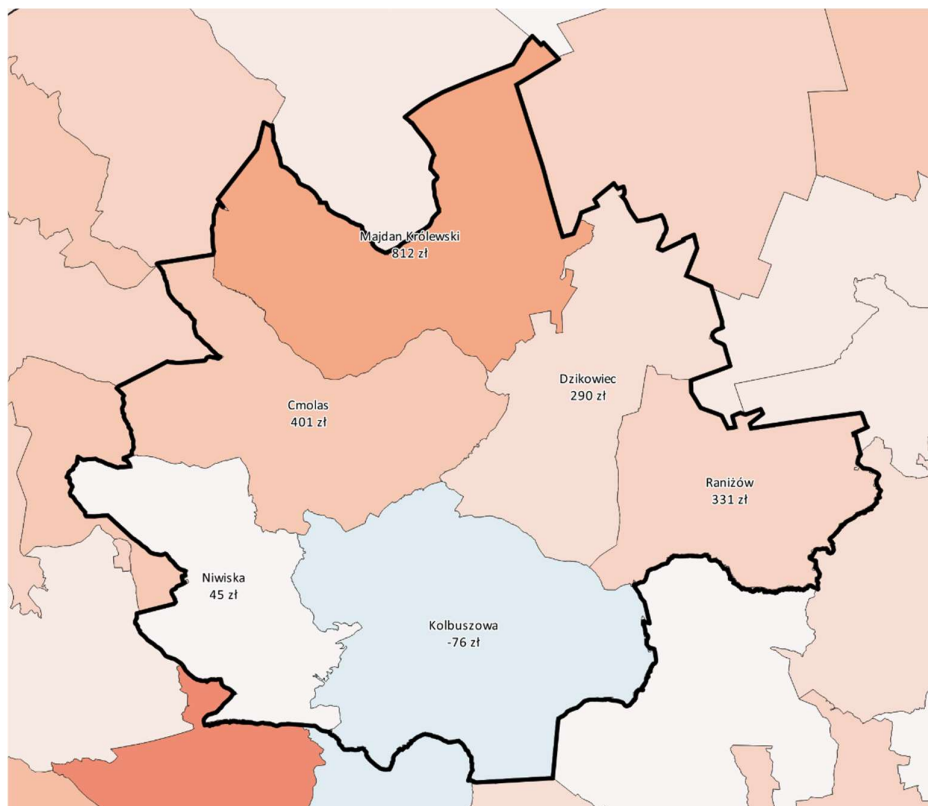 Majdan Królewski
812 zł
Dzikowiec
290 zł
Cmolas
401 zł
Raniżów
331 zł
Niwiska
45 zł
Kolbuszowa
-76 zł